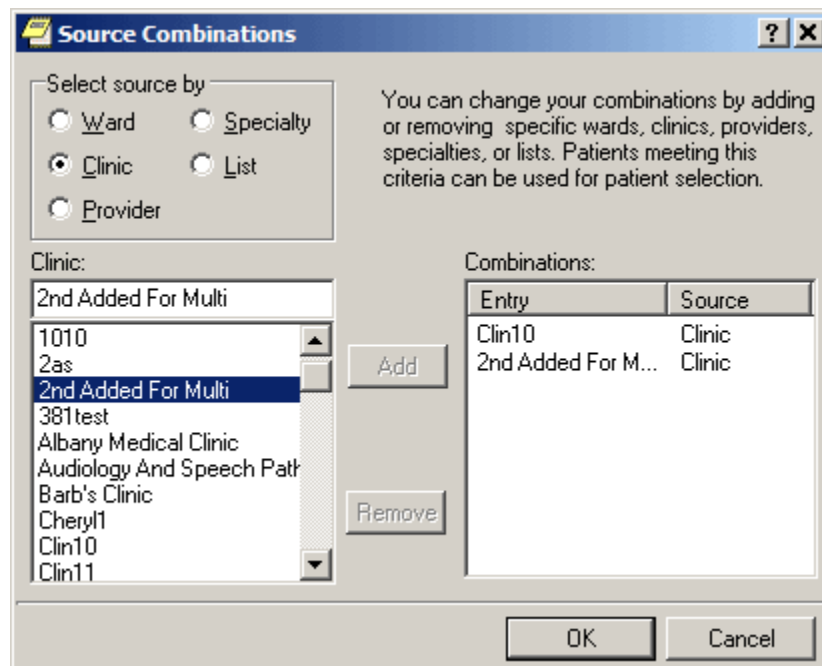 Source Combinations
Select source by
Ward
Specialty
Clinic
List
Provider
You can change your combinations by adding
or removing specific wards, clinics, providers,
specialties, or lists. Patients meeting this
criteria can be used for patient selection.
Clinic:
2nd Added For Multi
1010
2as
2nd Added For Multi
381test
Albany Medical Clinic
Audiology And Speech Path
Barb's Clinic
Cheryl1
Clin10
Clin11
Add
Remove
Combinations:
Entry Source
Clin10 Clinic
2nd Added For M... Clinic
OK
Cancel